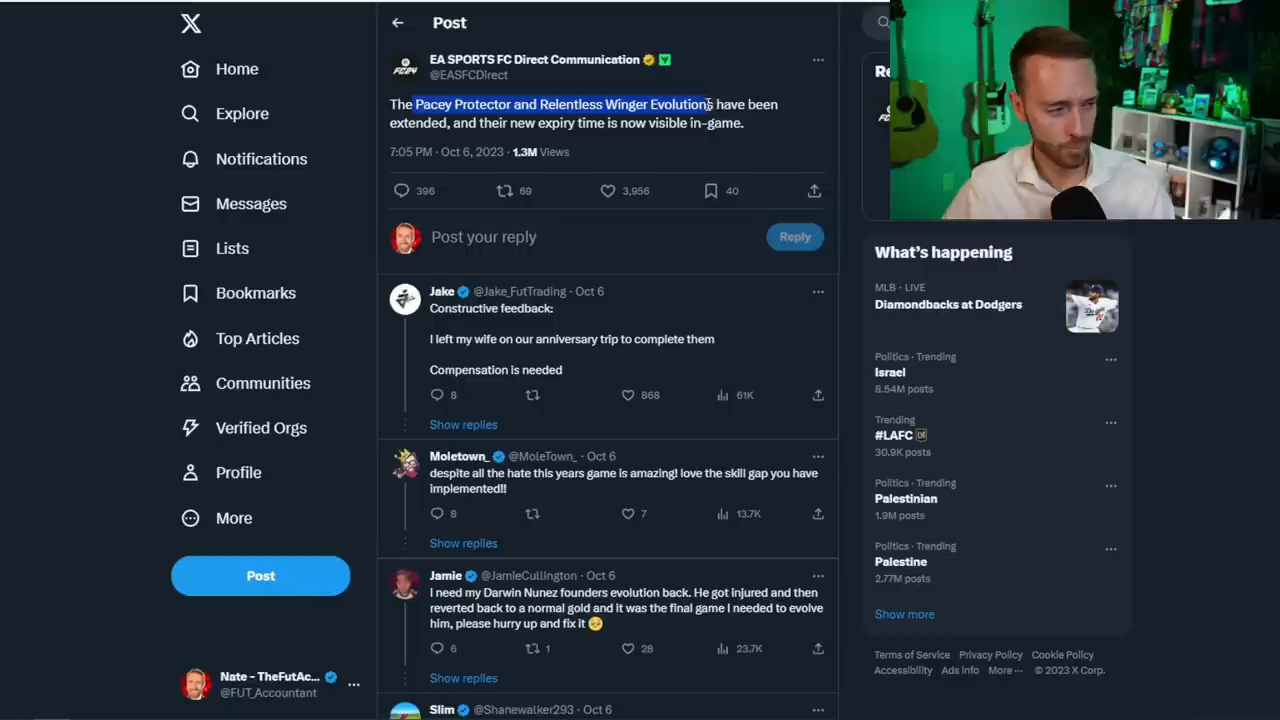 X
Home
Explore
Notifications
Messages
Lists
Bookmarks
Top Articles
Communities
Verified Orgs
Profile
More
Post
Nate - TheFutAc...
@FUT_Accountant
Post
EA SPORTS FC Direct Communication
@EASFCDirect
The Pacey Protector and Relentless Winger Evolutions have been
extended, and their new expiry time is now visible in-game.
7:05 PM · Oct 6, 2023 · 1.3M Views
396 69 3,956 40
Post your reply
Reply
Jake @Jake_FutTrading · Oct 6
Constructive feedback:
I left my wife on our anniversary trip to complete them
Compensation is needed
8 868 61K
Show replies
Moletown_ @MoleTown_ · Oct 6
despite all the hate this years game is amazing! love the skill gap you have
implemented!!
8 7 13.7K
Show replies
Jamie @JamieCullington · Oct 6
I need my Darwin Nunez founders evolution back. He got injured and then
reverted back to a normal gold and it was the final game I needed to evolve
him, please hurry up and fix it 🥺
6 1 28 23.7K
Show replies
Slim @Shanewalker293 · Oct 6
Re
What's happening
MLB · LIVE
Diamondbacks at Dodgers
Politics · Trending
Israel
8.54M posts
Trending
#LAFC
30.9K posts
Politics · Trending
Palestinian
1.9M posts
Politics · Trending
Palestine
2.77M posts
Show more
Terms of Service Privacy Policy Cookie Policy
Accessibility Ads info More ··· © 2023 X Corp.